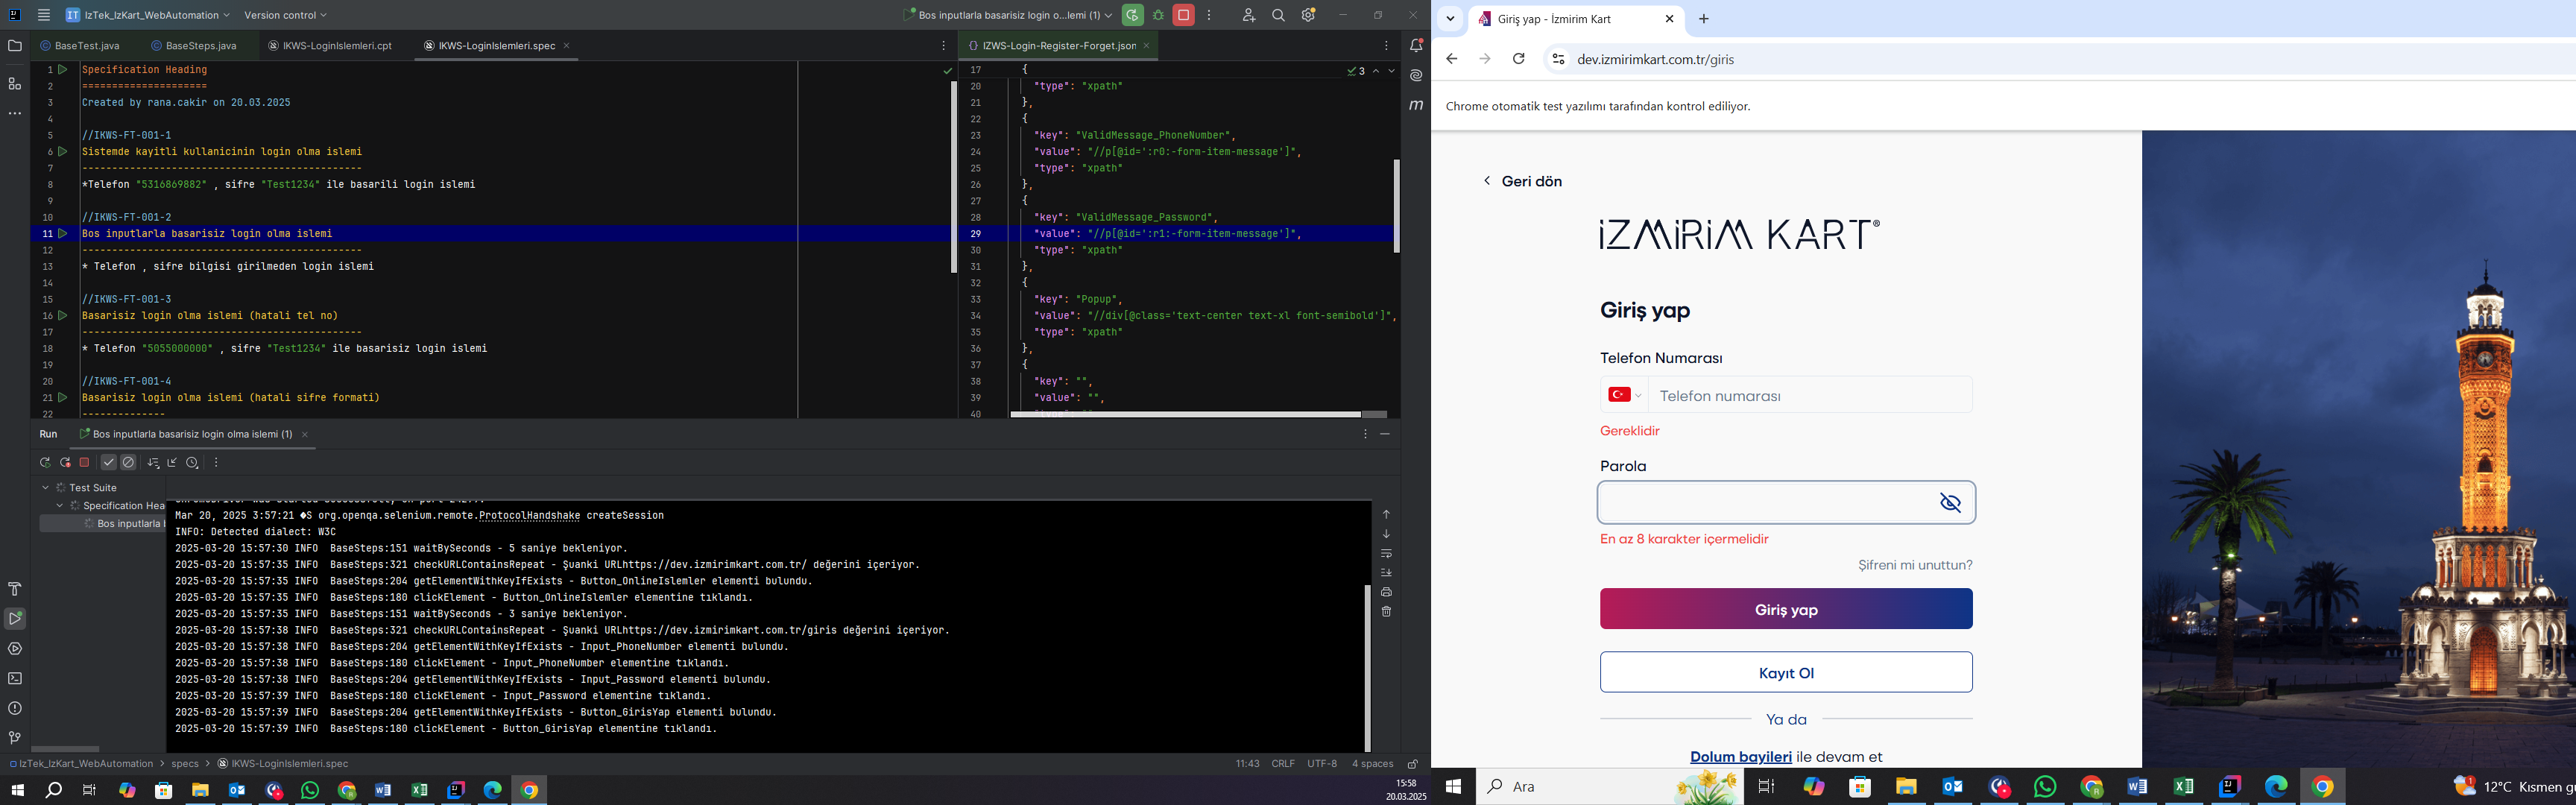 IT IzTek_IzKart_WebAutomation Version control
Bos inputlarla basarisiz login o...lemi (1)
BaseTest.java BaseSteps.java IKWS-LoginIslemleri.cpt IKWS-LoginIslemleri.spec
1 Specification Heading
2 =====================
3 Created by rana.cakir on 20.03.2025
4
5 //IKWS-FT-001-1
6 Sistemde kayitli kullanicinin login olma islemi
7 -----------------------------------------------
8 *Telefon "5316869882" , sifre "Test1234" ile basarili login islemi
9
10 //IKWS-FT-001-2
11 Bos inputlarla basarisiz login olma islemi
12 -----------------------------------------------
13 * Telefon , sifre bilgisi girilmeden login islemi
14
15 //IKWS-FT-001-3
16 Basarisiz login olma islemi (hatali tel no)
17 -----------------------------------------------
18 * Telefon "5055000000" , sifre "Test1234" ile basarisiz login islemi
19
20 //IKWS-FT-001-4
21 Basarisiz login olma islemi (hatali sifre formati)
22 --------------
{} IZWS-Login-Register-Forget.json
3
17 {
20 "type": "xpath"
21 },
22 {
23 "key": "ValidMessage_PhoneNumber",
24 "value": "//p[@id=':r0:-form-item-message']",
25 "type": "xpath"
26 },
27 {
28 "key": "ValidMessage_Password",
29 "value": "//p[@id=':r1:-form-item-message']",
30 "type": "xpath"
31 },
32 {
33 "key": "Popup",
34 "value": "//div[@class='text-center text-xl font-semibold']",
35 "type": "xpath"
36 },
37 {
38 "key": "",
39 "value": "",
40
Run Bos inputlarla basarisiz login olma islemi (1)
Test Suite
Specification Hea
Bos inputlarla b
Mar 20, 2025 3:57:21 �S org.openqa.selenium.remote.ProtocolHandshake createSession
INFO: Detected dialect: W3C
2025-03-20 15:57:30 INFO BaseSteps:151 waitBySeconds - 5 saniye bekleniyor.
2025-03-20 15:57:35 INFO BaseSteps:321 checkURLContainsRepeat - Şuanki URLhttps://dev.izmirimkart.com.tr/ değerini içeriyor.
2025-03-20 15:57:35 INFO BaseSteps:204 getElementWithKeyIfExists - Button_OnlineIslemler elementi bulundu.
2025-03-20 15:57:35 INFO BaseSteps:180 clickElement - Button_OnlineIslemler elementine tıklandı.
2025-03-20 15:57:35 INFO BaseSteps:151 waitBySeconds - 3 saniye bekleniyor.
2025-03-20 15:57:38 INFO BaseSteps:321 checkURLContainsRepeat - Şuanki URLhttps://dev.izmirimkart.com.tr/giris değerini içeriyor.
2025-03-20 15:57:38 INFO BaseSteps:204 getElementWithKeyIfExists - Input_PhoneNumber elementi bulundu.
2025-03-20 15:57:38 INFO BaseSteps:180 clickElement - Input_PhoneNumber elementine tıklandı.
2025-03-20 15:57:38 INFO BaseSteps:204 getElementWithKeyIfExists - Input_Password elementi bulundu.
2025-03-20 15:57:39 INFO BaseSteps:180 clickElement - Input_Password elementine tıklandı.
2025-03-20 15:57:39 INFO BaseSteps:204 getElementWithKeyIfExists - Button_GirisYap elementi bulundu.
2025-03-20 15:57:39 INFO BaseSteps:180 clickElement - Button_GirisYap elementine tıklandı.
IzTek_IzKart_WebAutomation > specs > IKWS-LoginIslemleri.spec
11:43 CRLF UTF-8 4 spaces
15:58
20.03.2025
Giriş yap - İzmirim Kart
dev.izmirimkart.com.tr/giris
Chrome otomatik test yazılımı tarafından kontrol ediliyor.
Geri dön
İZMİRİM KART®
Giriş yap
Telefon Numarası
Telefon numarası
Gereklidir
Parola
En az 8 karakter içermelidir
Şifreni mi unuttun?
Giriş yap
Kayıt Ol
Ya da
Dolum bayileri ile devam et
Ara
1
12°C Kısmen